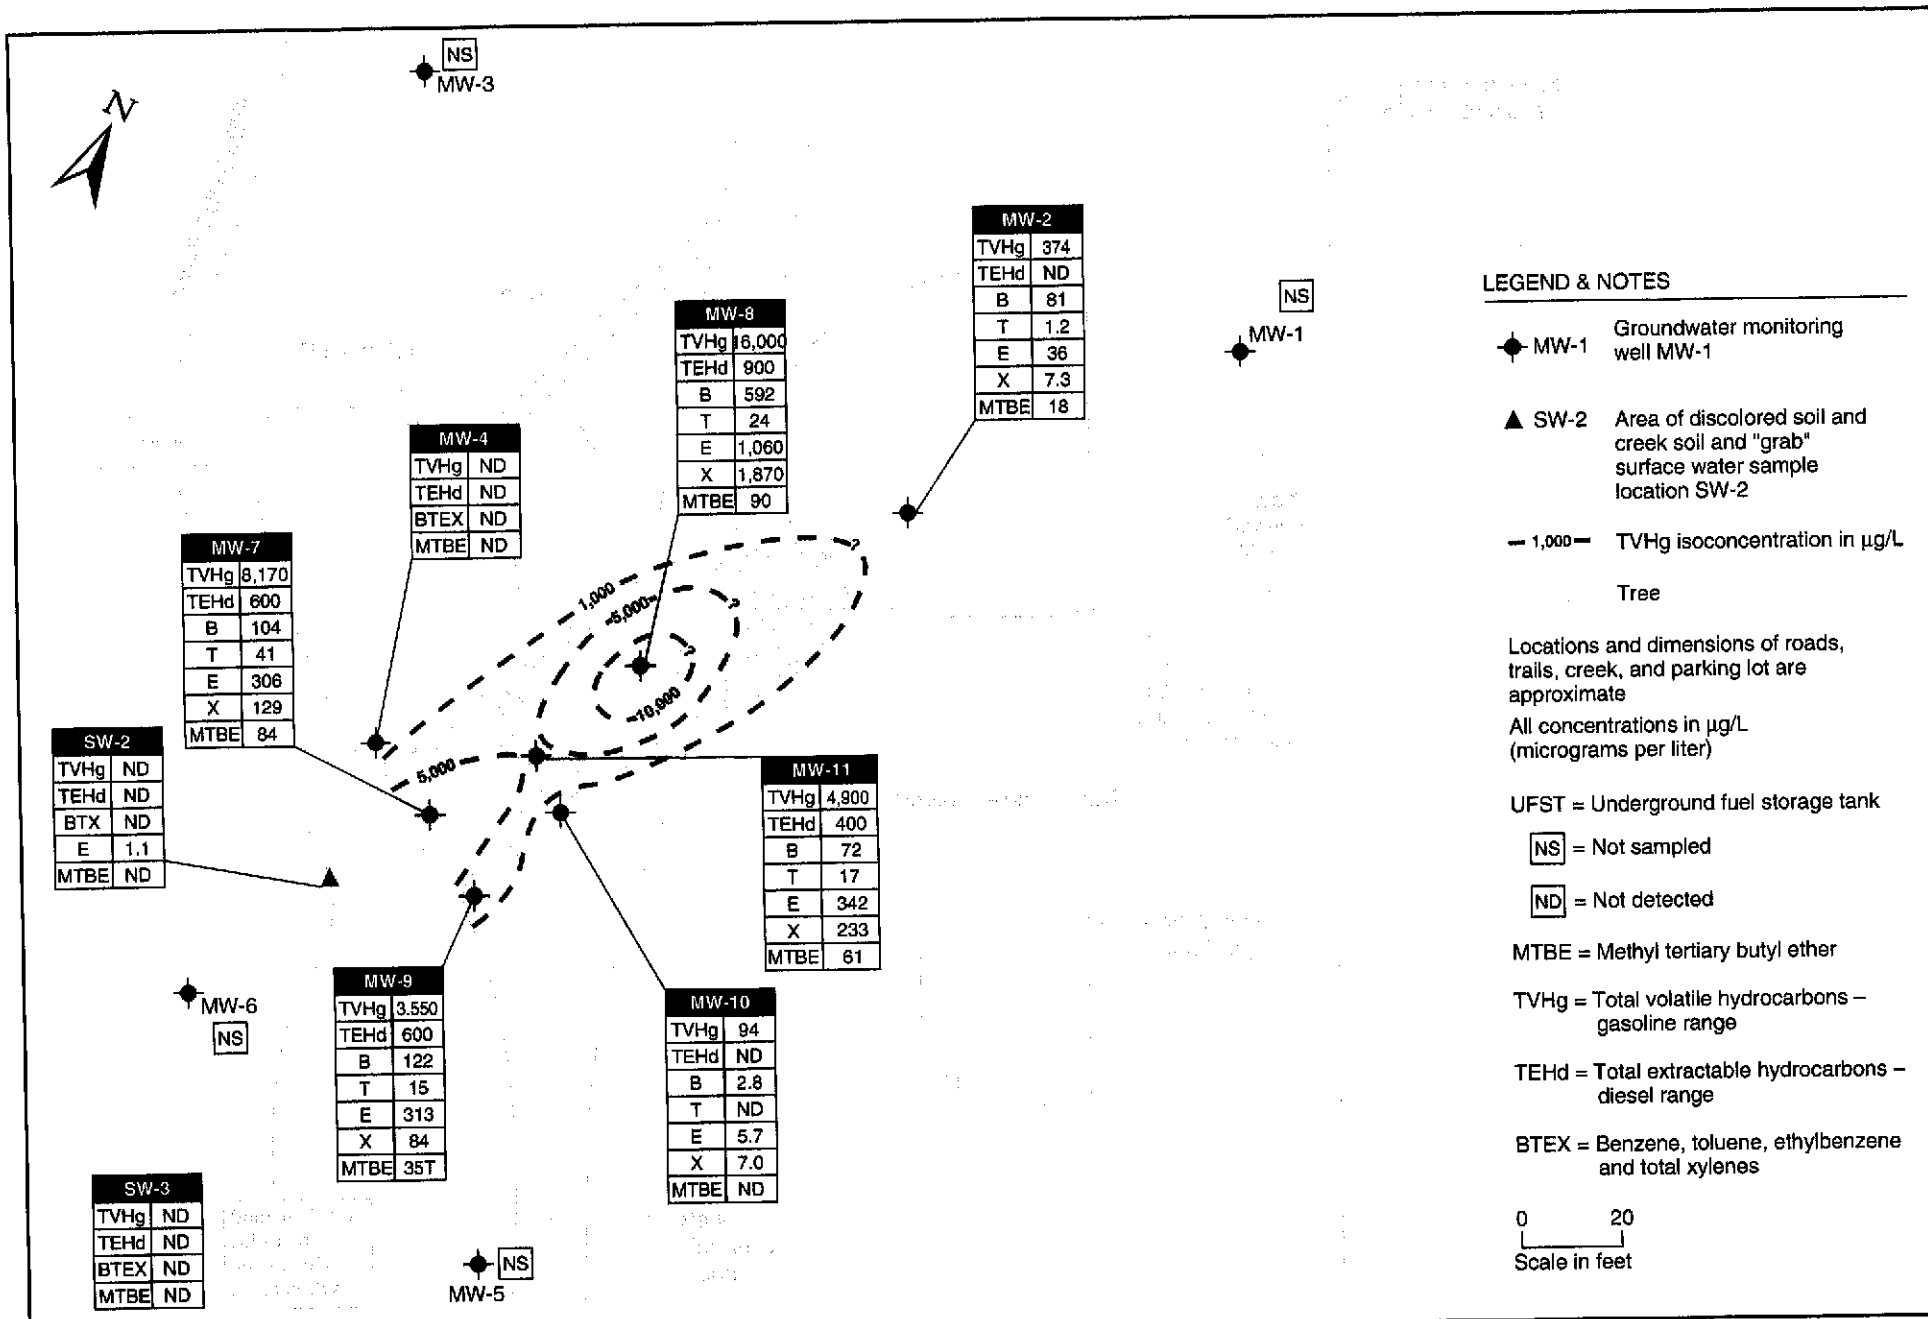 N
NS
MW-3
MW-2
TVHg 374
TEHd ND
B 81
T 1.2
E 36
X 7.3
MTBE 18
NS
MW-1
MW-8
TVHg 16,000
TEHd 900
B 592
T 24
E 1,060
X 1,870
MTBE 90
MW-4
TVHg ND
TEHd ND
BTEX ND
MTBE ND
MW-7
TVHg 8,170
TEHd 600
B 104
T 41
E 306
X 129
MTBE 84
1,000
5,000
10,000
5,000
?
?
?
SW-2
TVHg ND
TEHd ND
BTX ND
E 1.1
MTBE ND
MW-11
TVHg 4,900
TEHd 400
B 72
T 17
E 342
X 233
MTBE 61
MW-6
NS
MW-9
TVHg 3.550
TEHd 600
B 122
T 15
E 313
X 84
MTBE 35T
MW-10
TVHg 94
TEHd ND
B 2.8
T ND
E 5.7
X 7.0
MTBE ND
SW-3
TVHg ND
TEHd ND
BTEX ND
MTBE ND
NS
MW-5
LEGEND & NOTES
MW-1 Groundwater monitoring
well MW-1
SW-2 Area of discolored soil and
creek soil and "grab"
surface water sample
location SW-2
1,000 TVHg isoconcentration in µg/L
Tree
Locations and dimensions of roads,
trails, creek, and parking lot are
approximate
All concentrations in µg/L
(micrograms per liter)
UFST = Underground fuel storage tank
NS = Not sampled
ND = Not detected
MTBE = Methyl tertiary butyl ether
TVHg = Total volatile hydrocarbons –
gasoline range
TEHd = Total extractable hydrocarbons –
diesel range
BTEX = Benzene, toluene, ethylbenzene
and total xylenes
0 20
Scale in feet